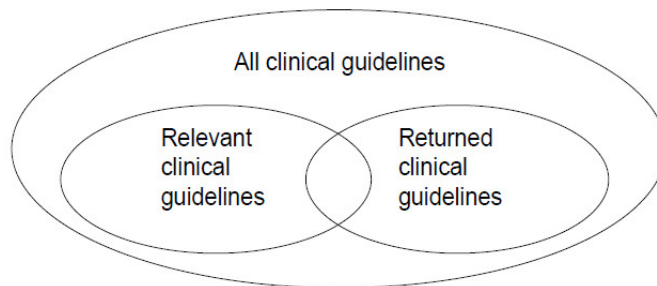 All clinical guidelines
Relevant
clinical
guidelines
Returned
clinical
guidelines